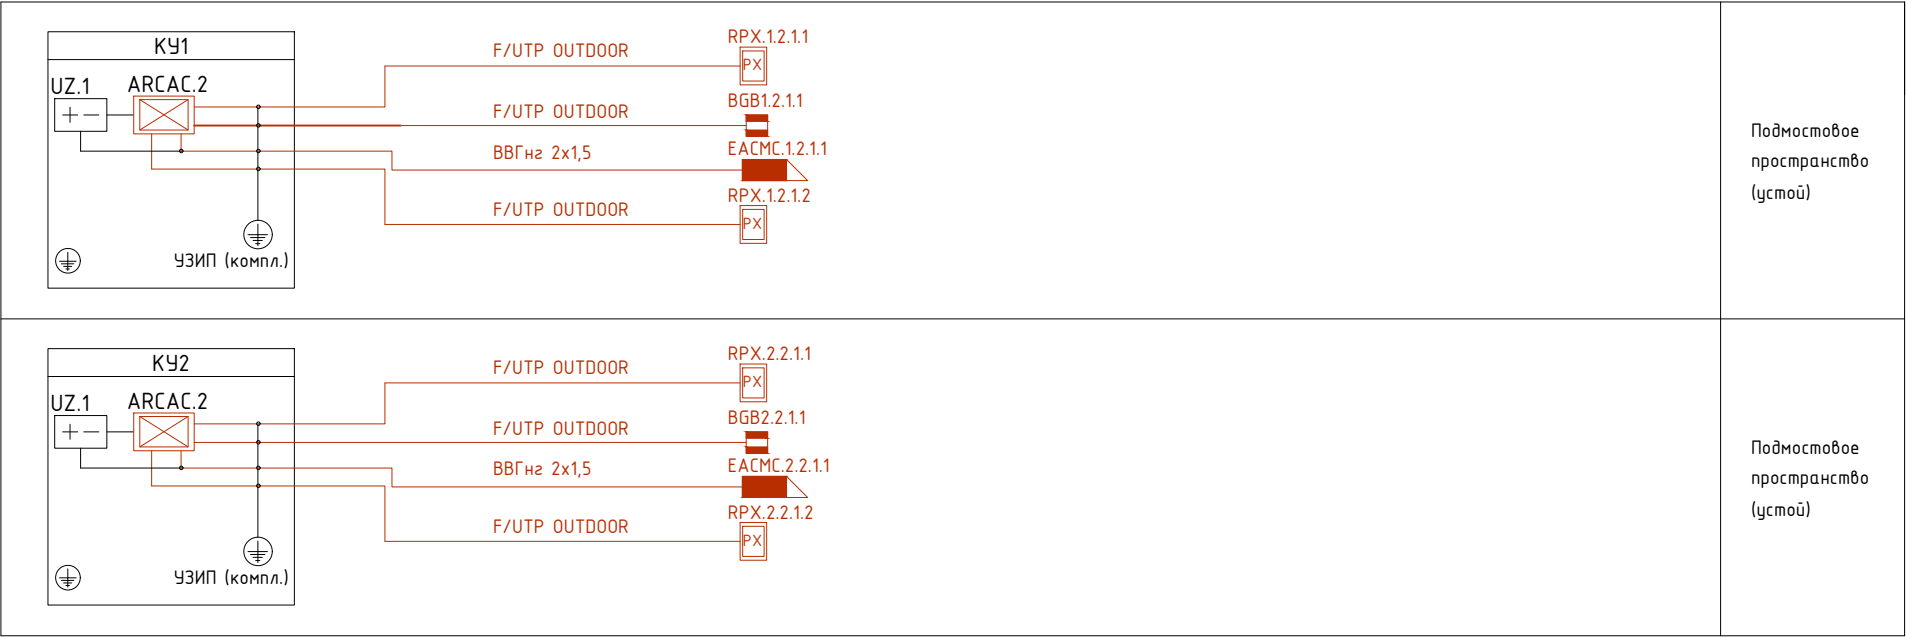 КУ1
UZ.1
ARCAC.2
УЗИП (компл.)
F/UTP OUTDOOR
RPX.1.2.1.1
PX
F/UTP OUTDOOR
BGB1.2.1.1
ВВГнг 2х1,5
EACMC.1.2.1.1
RPX.1.2.1.2
F/UTP OUTDOOR
PX
Подмостовое
пространство
(устой)
КУ2
UZ.1
ARCAC.2
УЗИП (компл.)
F/UTP OUTDOOR
RPX.2.2.1.1
PX
F/UTP OUTDOOR
BGB2.2.1.1
ВВГнг 2х1,5
EACMC.2.2.1.1
RPX.2.2.1.2
F/UTP OUTDOOR
PX
Подмостовое
пространство
(устой)